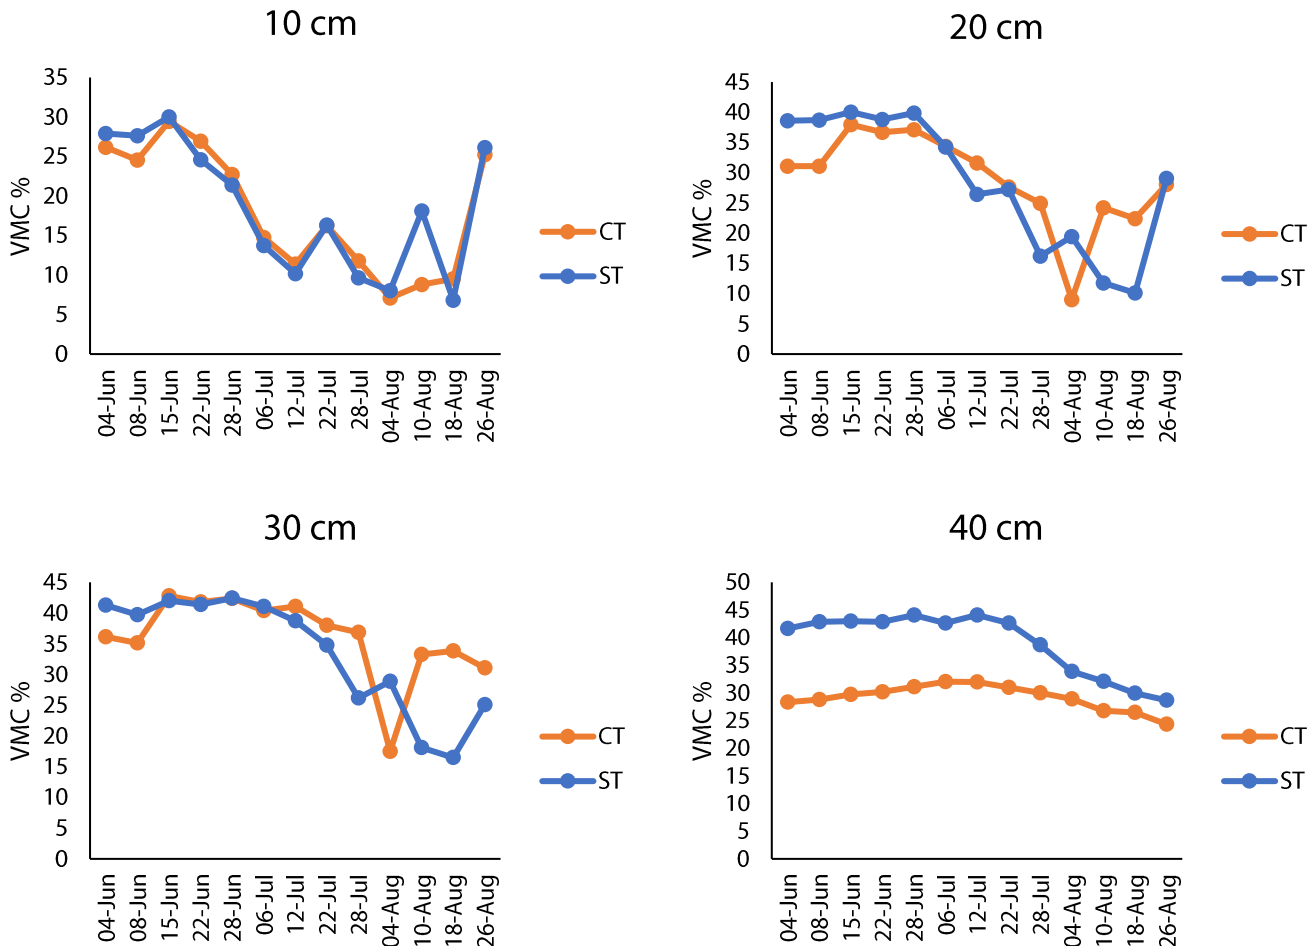 10 cm
35
30
25
20
15
10
5
0
VMC %
04-Jun
08-Jun
15-Jun
22-Jun
28-Jun
06-Jul
12-Jul
22-Jul
28-Jul
04-Aug
10-Aug
18-Aug
26-Aug
CT
ST
20 cm
45
40
35
30
25
20
15
10
5
0
VMC %
04-Jun
08-Jun
15-Jun
22-Jun
28-Jun
06-Jul
12-Jul
22-Jul
28-Jul
04-Aug
10-Aug
18-Aug
26-Aug
CT
ST
30 cm
45
40
35
30
25
20
15
10
5
0
VMC %
04-Jun
08-Jun
15-Jun
22-Jun
28-Jun
06-Jul
12-Jul
22-Jul
28-Jul
04-Aug
10-Aug
18-Aug
26-Aug
CT
ST
40 cm
50
45
40
35
30
25
20
15
10
5
0
VMC %
04-Jun
08-Jun
15-Jun
22-Jun
28-Jun
06-Jul
12-Jul
22-Jul
28-Jul
04-Aug
10-Aug
18-Aug
26-Aug
CT
ST